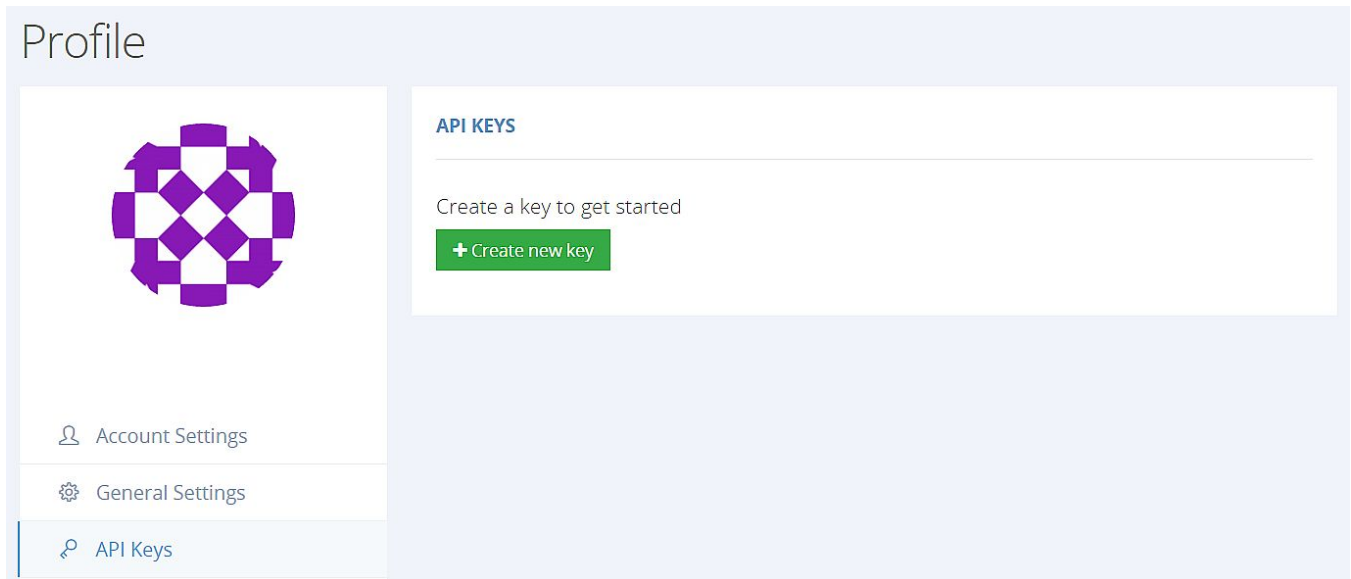 Profile
API KEYS
Create a key to get started
Create new key
Account Settings
General Settings
API Keys